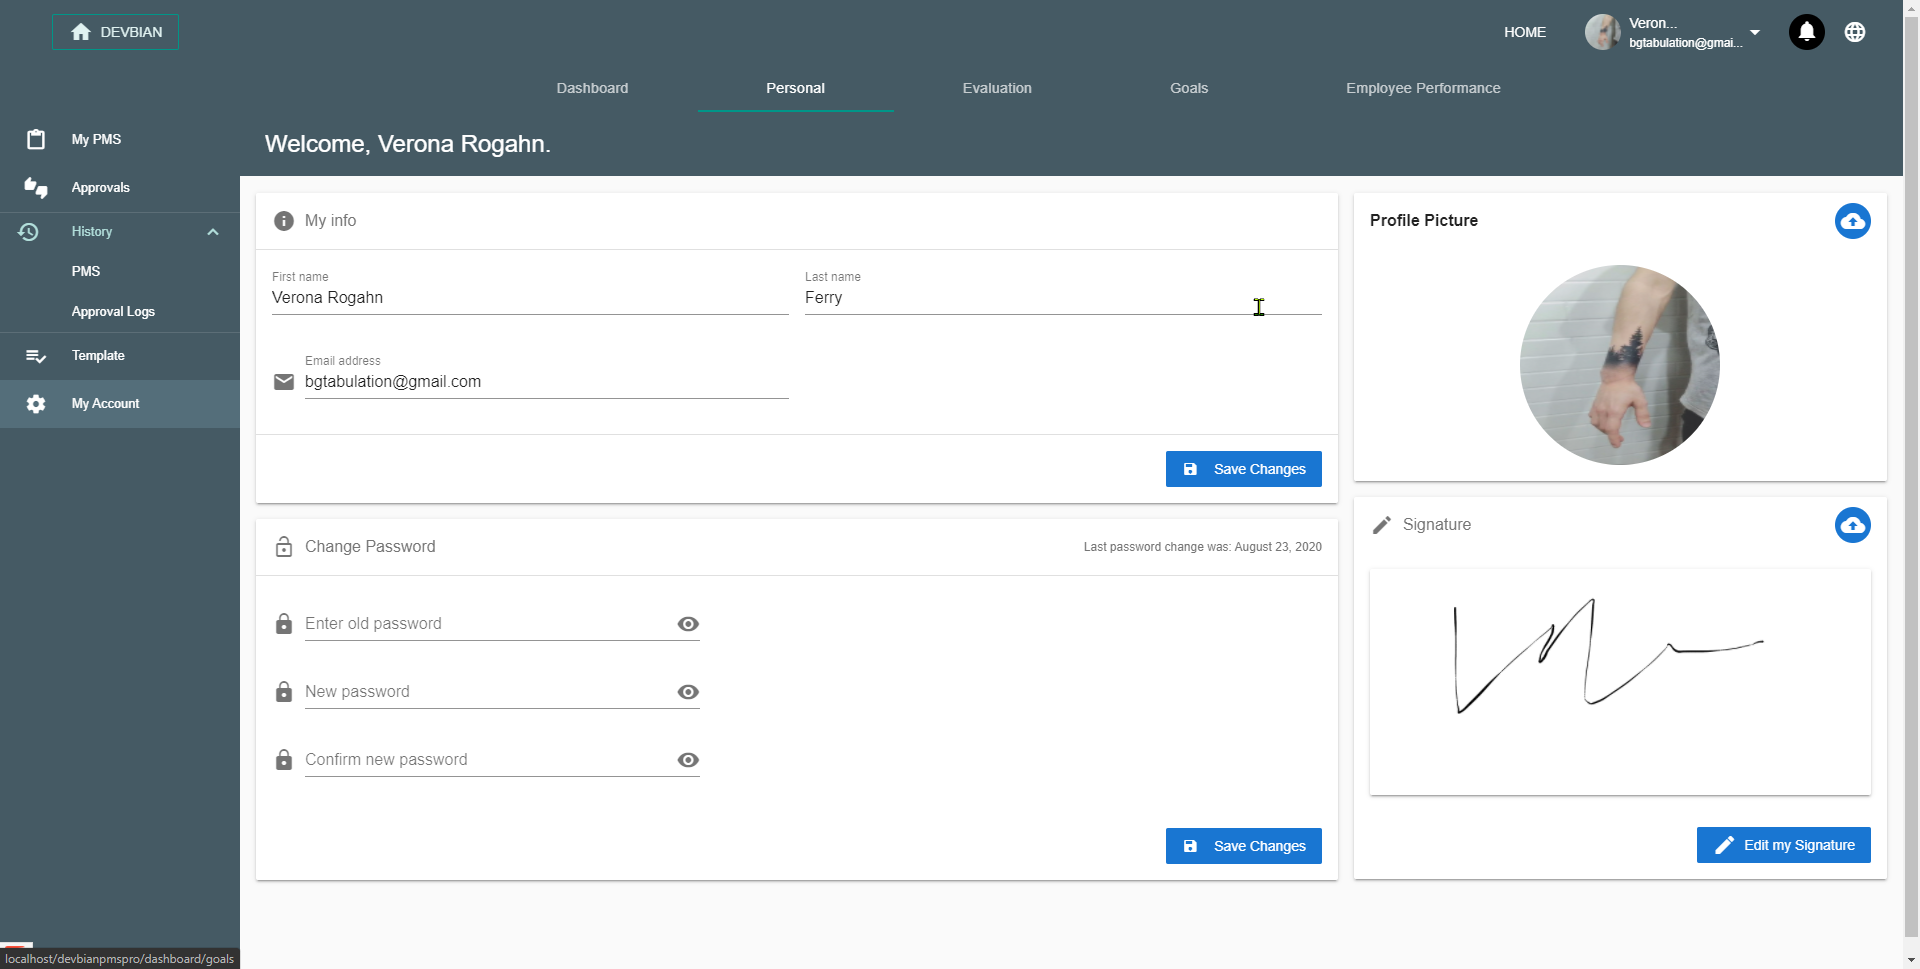 DEVBIAN
HOME
Veron...
bgtabulation@gmai...
Dashboard
Personal
Evaluation
Goals
Employee Performance
My PMS
Approvals
History
PMS
Approval Logs
Template
My Account
Welcome, Verona Rogahn.
My info
First name
Verona Rogahn
Last name
Ferry
Email address
bgtabulation@gmail.com
Save Changes
Change Password
Last password change was: August 23, 2020
Enter old password
New password
Confirm new password
Save Changes
Profile Picture
Signature
Edit my Signature
localhost/devbianpmspro/dashboard/goals